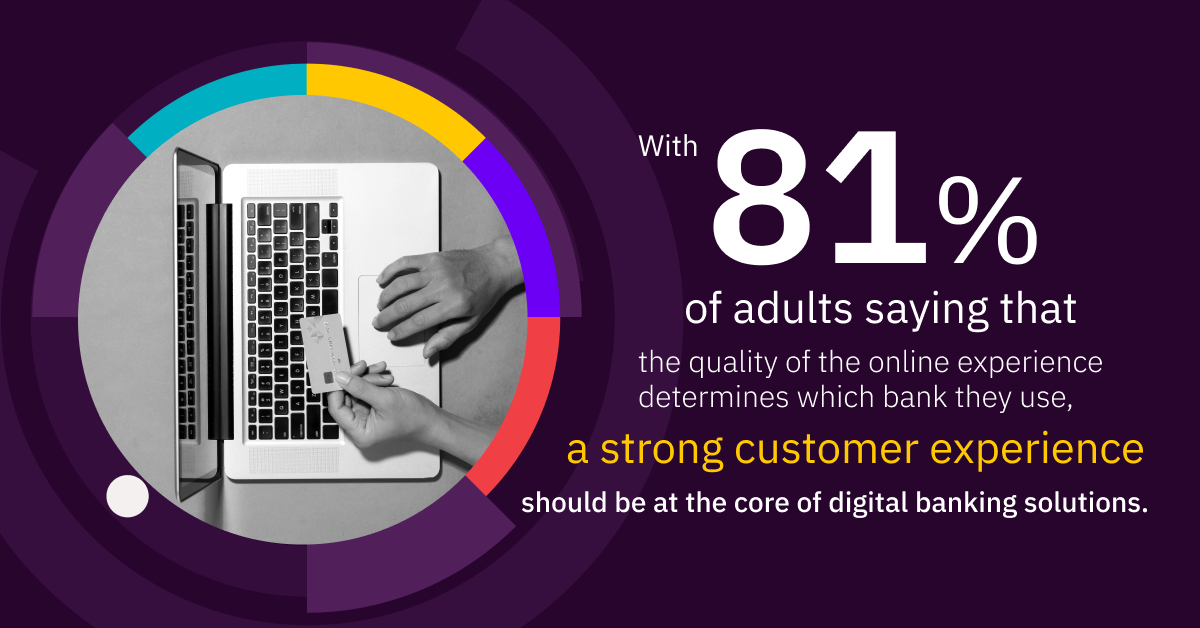 With 81%
of adults saying that
the quality of the online experience
determines which bank they use,
a strong customer experience
should be at the core of digital banking solutions.